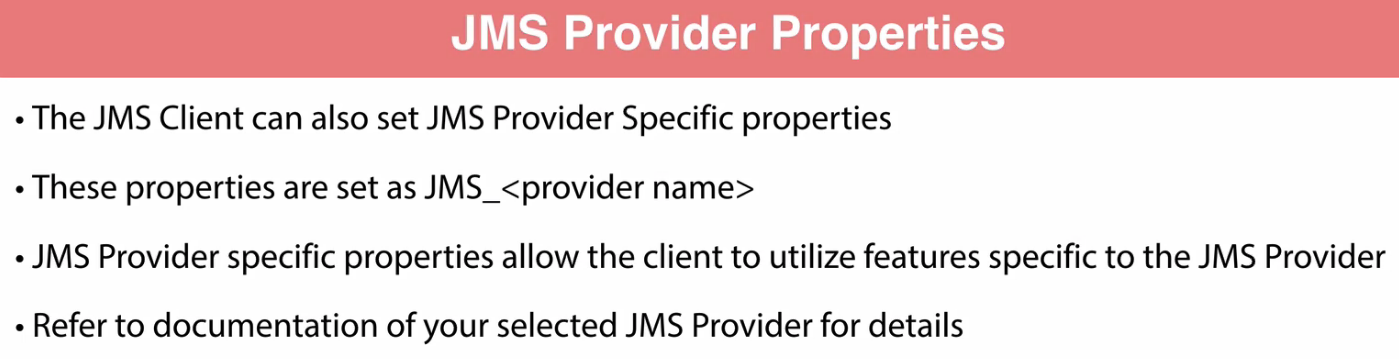 JMS Provider Properties
• The JMS Client can also set JMS Provider Specific properties
• These properties are set as JMS_<provider name>
• JMS Provider specific properties allow the client to utilize features specific to the JMS Provider
• Refer to documentation of your selected JMS Provider for details